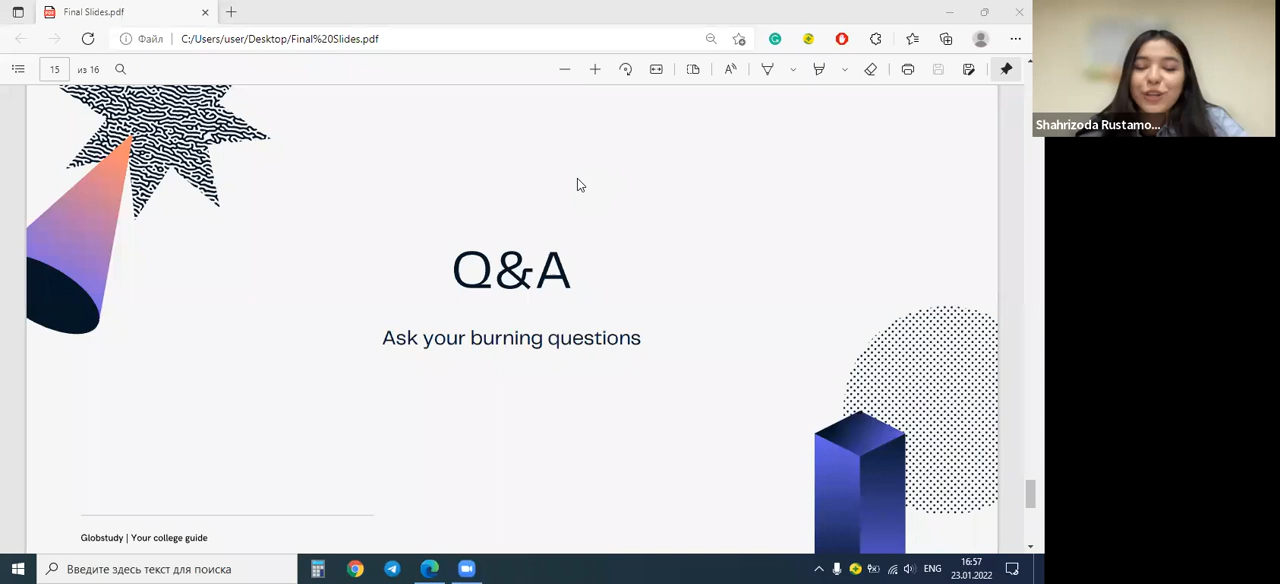 Final Slides.pdf
Файл
C:/Users/user/Desktop/Final%20Slides.pdf
15
из 16
Shahrizoda Rustamo...
Q&A
Ask your burning questions
Globstudy | Your college guide
Введите здесь текст для поиска
ENG
16:57
23.01.2022